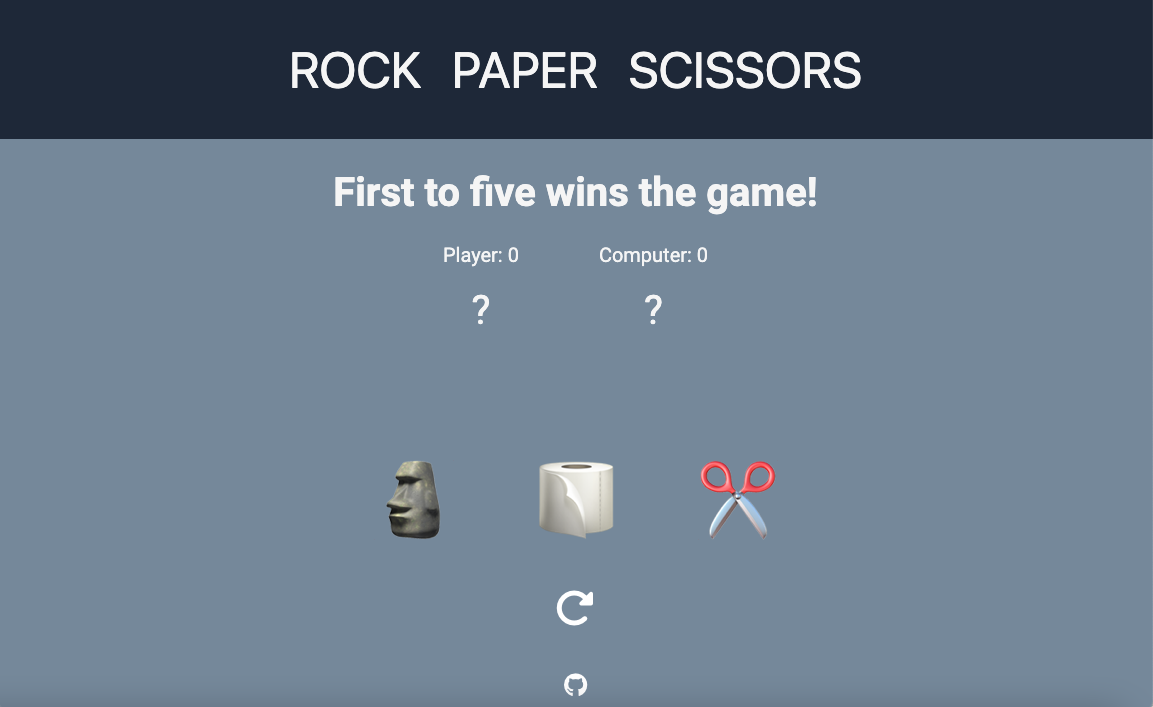 ROCK PAPER SCISSORS
First to five wins the game!
Player: 0 Computer: 0
? ?